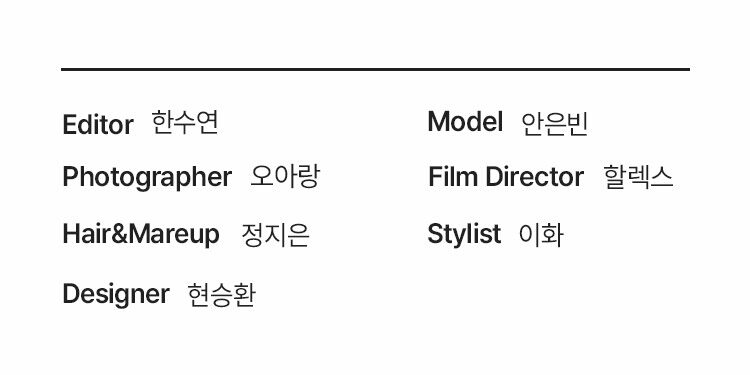 Editor 한수연
Model 안은빈
Photographer 오아랑
Film Director 할렉스
Hair&Mareup 정지은
Stylist 이화
Designer 현승환